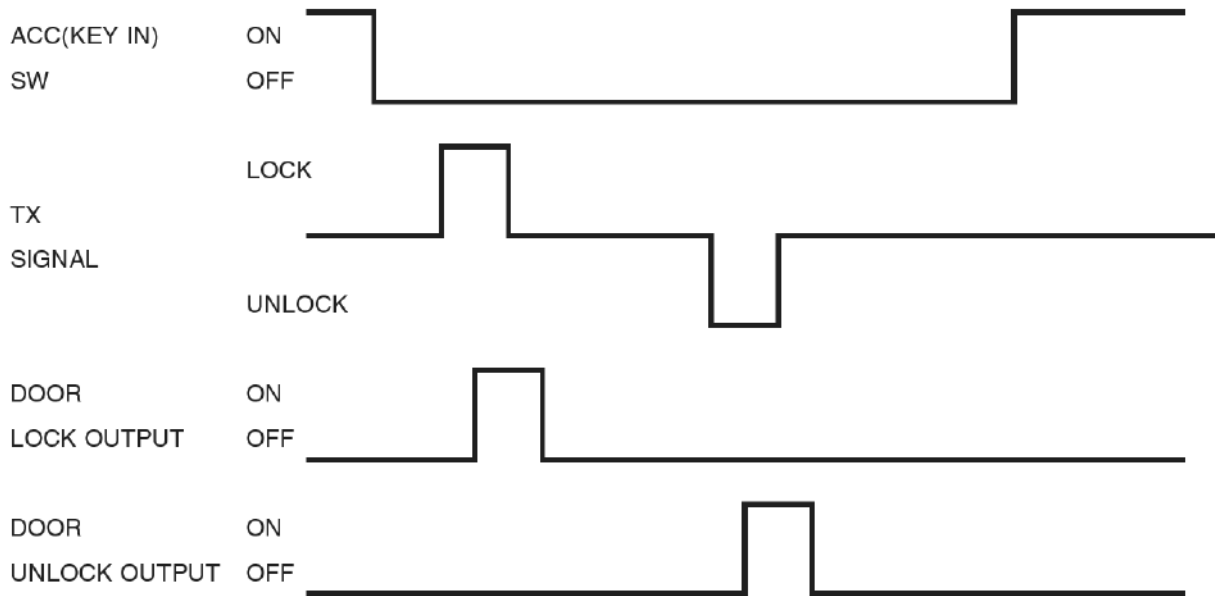 ACC(KEY IN) ON
SW OFF
LOCK
TX
SIGNAL
UNLOCK
DOOR ON
LOCK OUTPUT OFF
DOOR ON
UNLOCK OUTPUT OFF